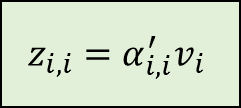 z_{i,i} = α′_{i,i} v_i